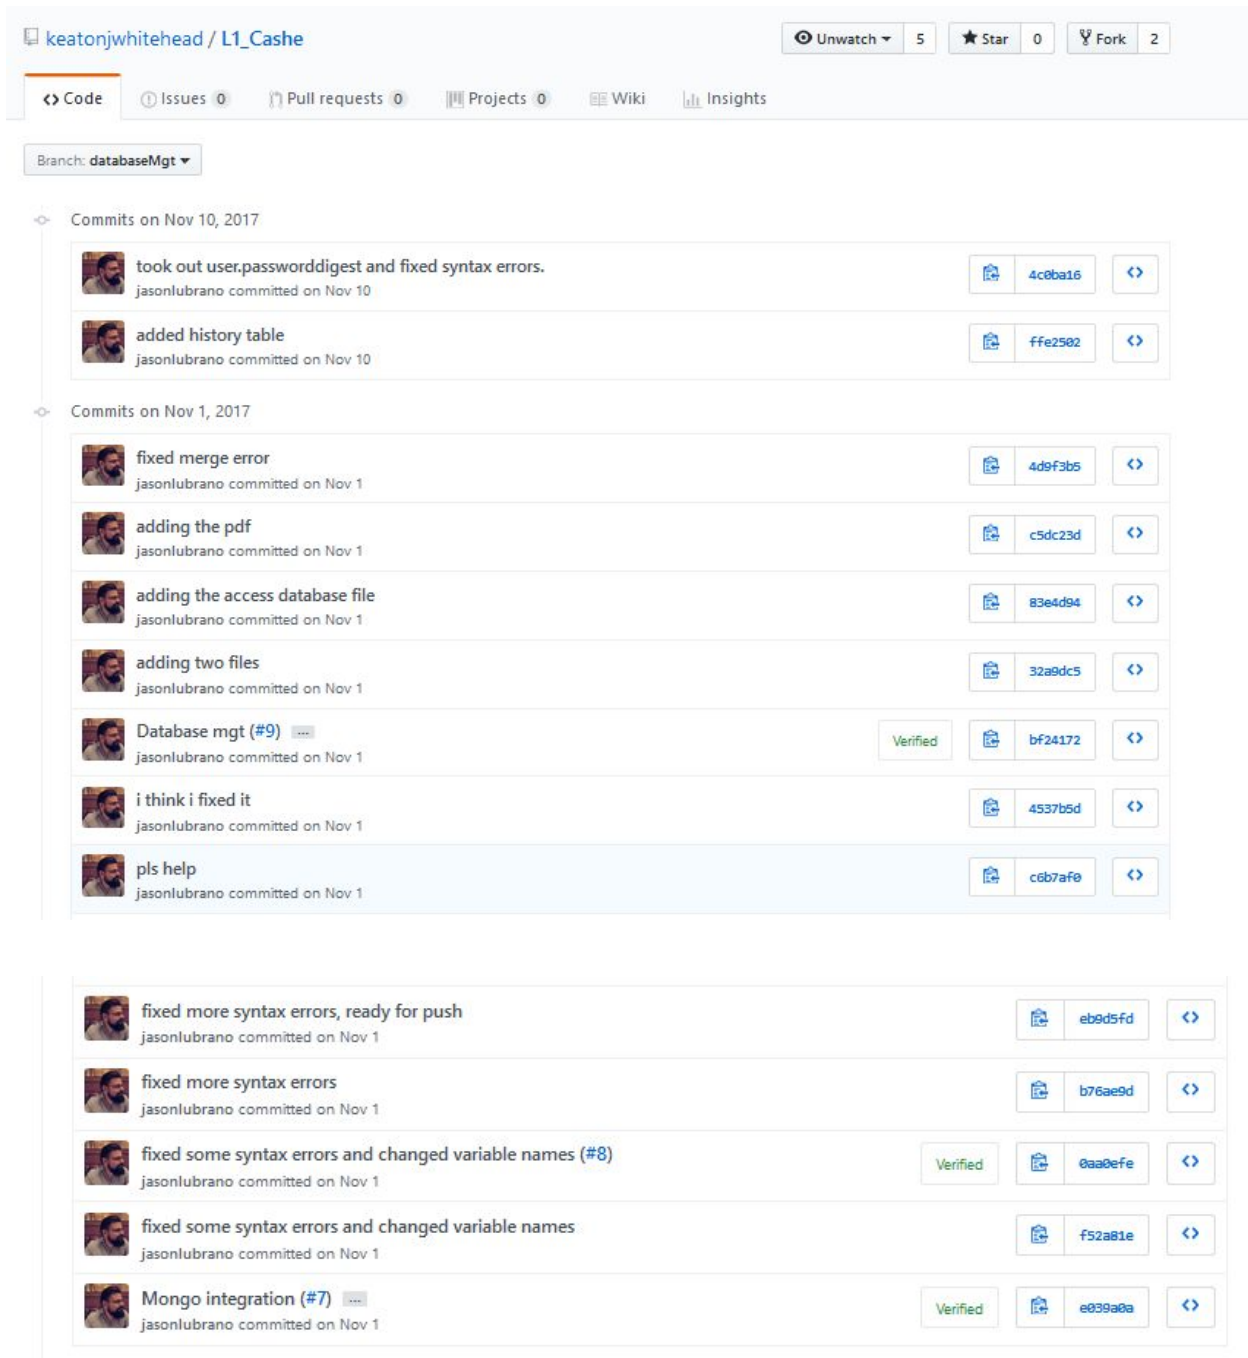 keatonjwhitehead / L1_Cashe
Unwatch 5 Star 0 Fork 2
<> Code Issues 0 Pull requests 0 Projects 0 Wiki Insights
Branch: databaseMgt
Commits on Nov 10, 2017
took out user.passworddigest and fixed syntax errors.
4c0ba16
jasonlubrano committed on Nov 10
added history table
ffe2502
jasonlubrano committed on Nov 10
Commits on Nov 1, 2017
fixed merge error
4d9f3b5
jasonlubrano committed on Nov 1
adding the pdf
c5dc23d
jasonlubrano committed on Nov 1
adding the access database file
83e4d94
jasonlubrano committed on Nov 1
adding two files
32a9dc5
jasonlubrano committed on Nov 1
Database mgt (#9) ...
Verified bf24172
jasonlubrano committed on Nov 1
i think i fixed it
4537b5d
jasonlubrano committed on Nov 1
pls help
c6b7af0
jasonlubrano committed on Nov 1
fixed more syntax errors, ready for push
eb9d5fd
jasonlubrano committed on Nov 1
fixed more syntax errors
b76ae9d
jasonlubrano committed on Nov 1
fixed some syntax errors and changed variable names (#8)
Verified 0aa0efe
jasonlubrano committed on Nov 1
fixed some syntax errors and changed variable names
f52a81e
jasonlubrano committed on Nov 1
Mongo integration (#7) ...
Verified e039a0a
jasonlubrano committed on Nov 1